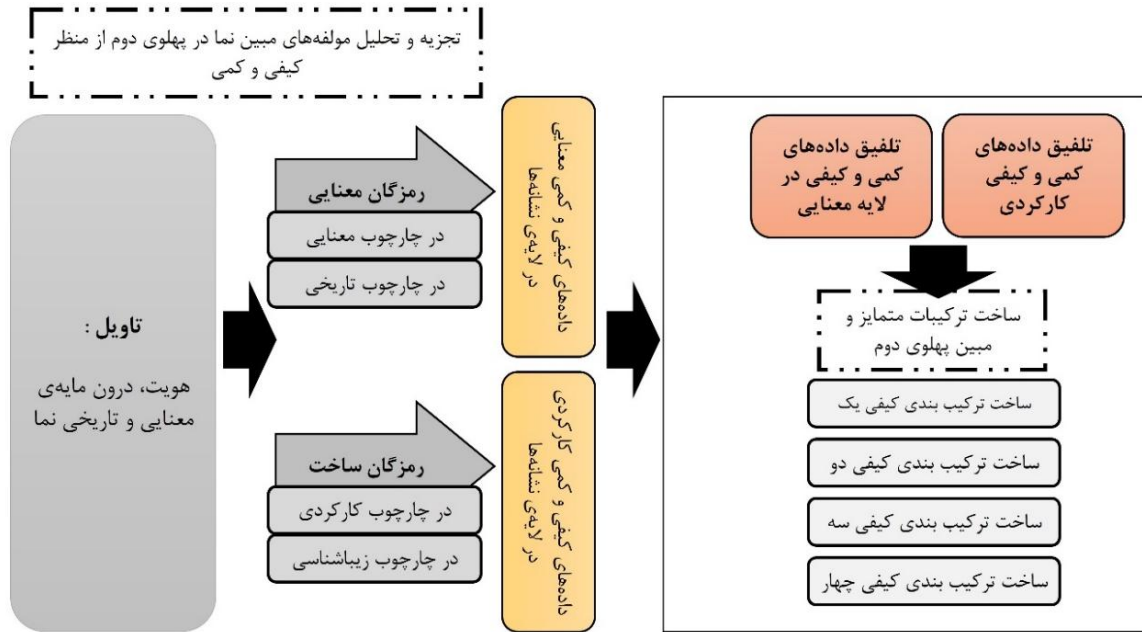 تجزیه و تحلیل مولفه‌های مبین نما در پهلوی دوم از منظر
کیفی و کمی
تاویل :
هویت، درون مایه‌ی
معنایی و تاریخی نما
رمزگان معنایی
در چارچوب معنایی
در چارچوب تاریخی
داده‌های کیفی و کمی معنایی
در لایه‌ی نشانه‌ها
رمزگان ساخت
در چارچوب کارکردی
در چارچوب زیباشناسی
داده‌های کیفی و کمی کارکردی
در لایه‌ی نشانه‌ها
تلفیق داده‌های
کمی و کیفی
کارکردی
تلفیق داده‌های
کمی و کیفی در
لایه معنایی
ساخت ترکیبات متمایز و
مبین پهلوی دوم
ساخت ترکیب بندی کیفی یک
ساخت ترکیب بندی کیفی دو
ساخت ترکیب بندی کیفی سه
ساخت ترکیب بندی کیفی چهار